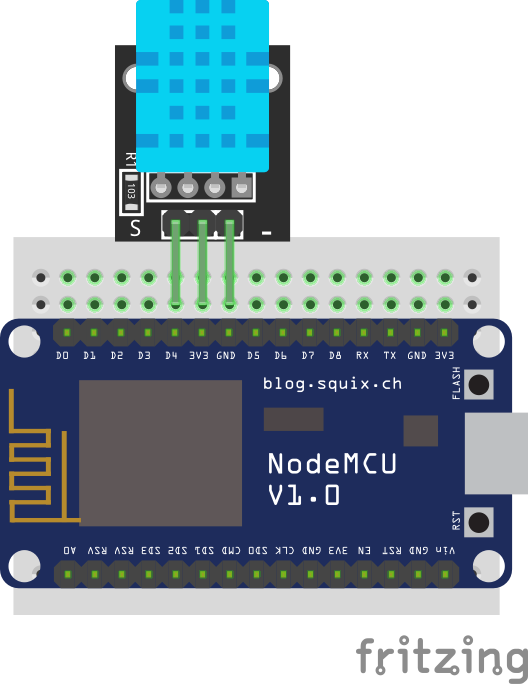 R1
103
S -
D0 D1 D2 D3 D4 3V3 GND D5 D6 D7 D8 RX TX GND 3V3
blog.squix.ch
FLASH
NodeMCU
V1.0
RST
A0 RSV RSV SD3 SD2 SD1 CMD SD0 CLK GND 3V3 EN RST GND Vin
fritzing